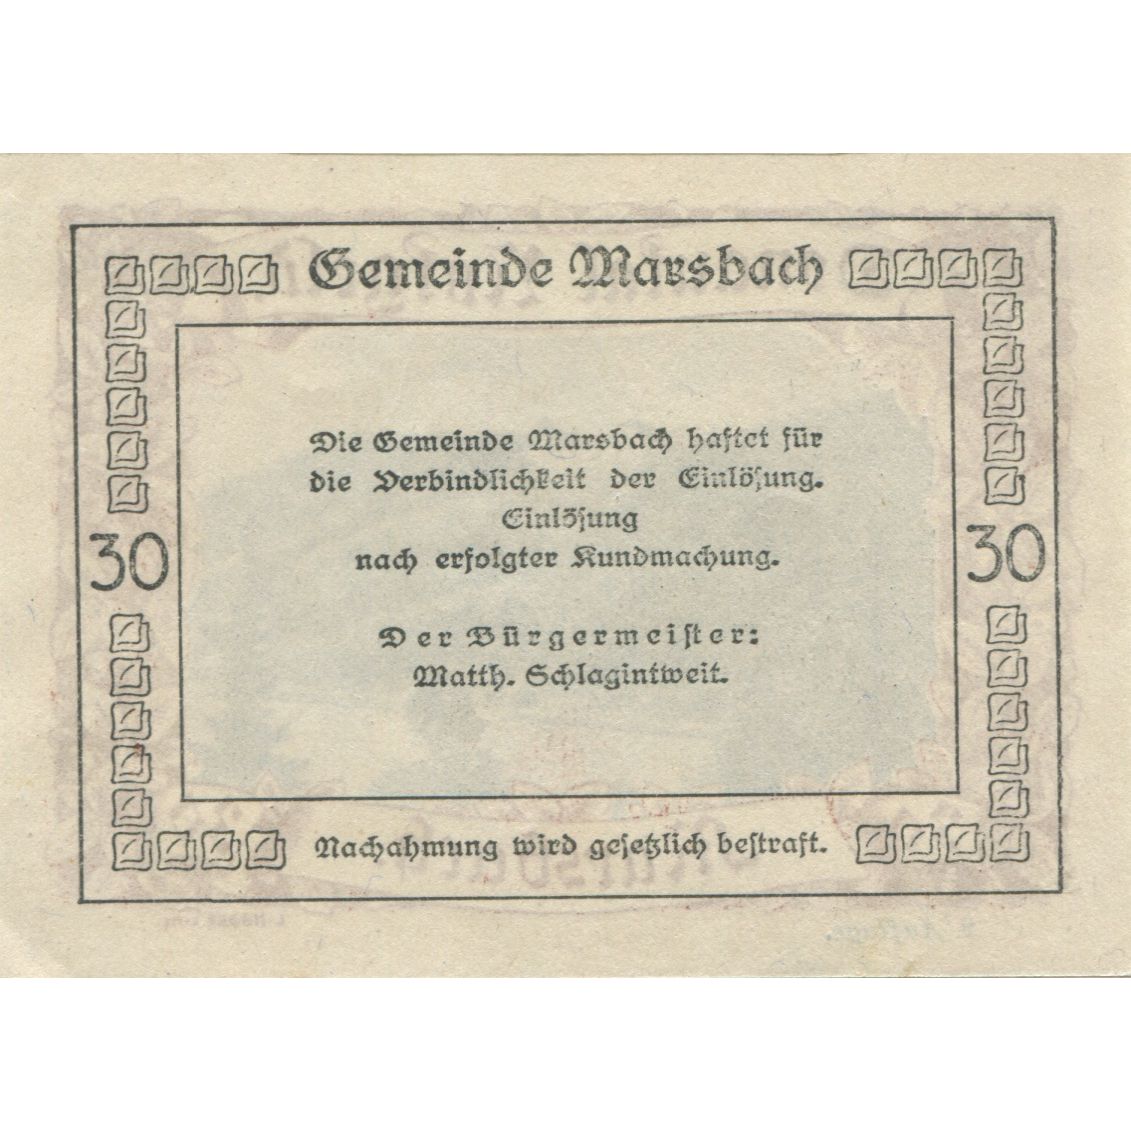 Gemeinde Marsbach
Die Gemeinde Marsbach haftet für
die Verbindlichkeit der Einlösung.
Einlösung
nach erfolgter Kundmachung.
30
30
Der Bürgermeister:
Matth. Schlagintweit.
Nachahmung wird gesetzlich bestraft.